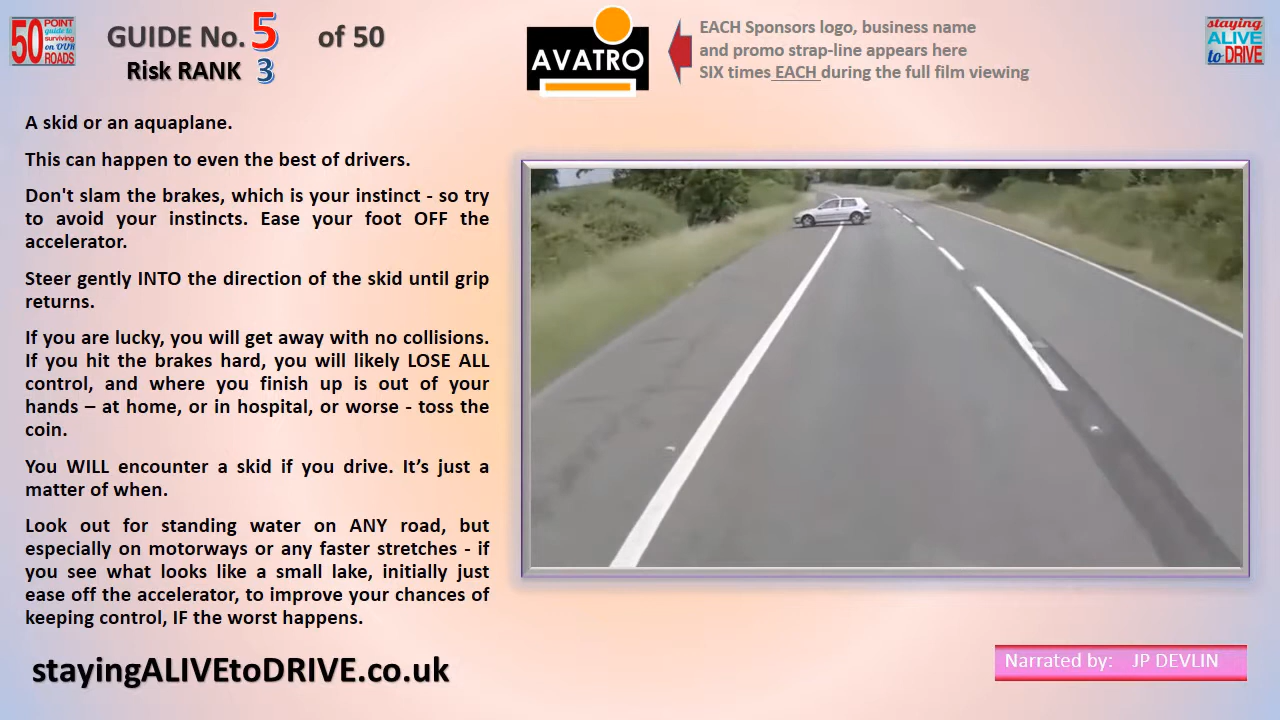 50 POINT
guide to
surviving
on OUR
ROADS
GUIDE No. 5 of 50
Risk RANK 3
AVATRO
EACH Sponsors logo, business name
and promo strap-line appears here
SIX times EACH during the full film viewing
staying
ALIVE
to DRIVE
A skid or an aquaplane.
This can happen to even the best of drivers.
Don't slam the brakes, which is your instinct - so try
to avoid your instincts. Ease your foot OFF the
accelerator.
Steer gently INTO the direction of the skid until grip
returns.
If you are lucky, you will get away with no collisions.
If you hit the brakes hard, you will likely LOSE ALL
control, and where you finish up is out of your
hands – at home, or in hospital, or worse - toss the
coin.
You WILL encounter a skid if you drive. It’s just a
matter of when.
Look out for standing water on ANY road, but
especially on motorways or any faster stretches - if
you see what looks like a small lake, initially just
ease off the accelerator, to improve your chances of
keeping control, IF the worst happens.
stayingALIVEtoDRIVE.co.uk
Narrated by: JP DEVLIN